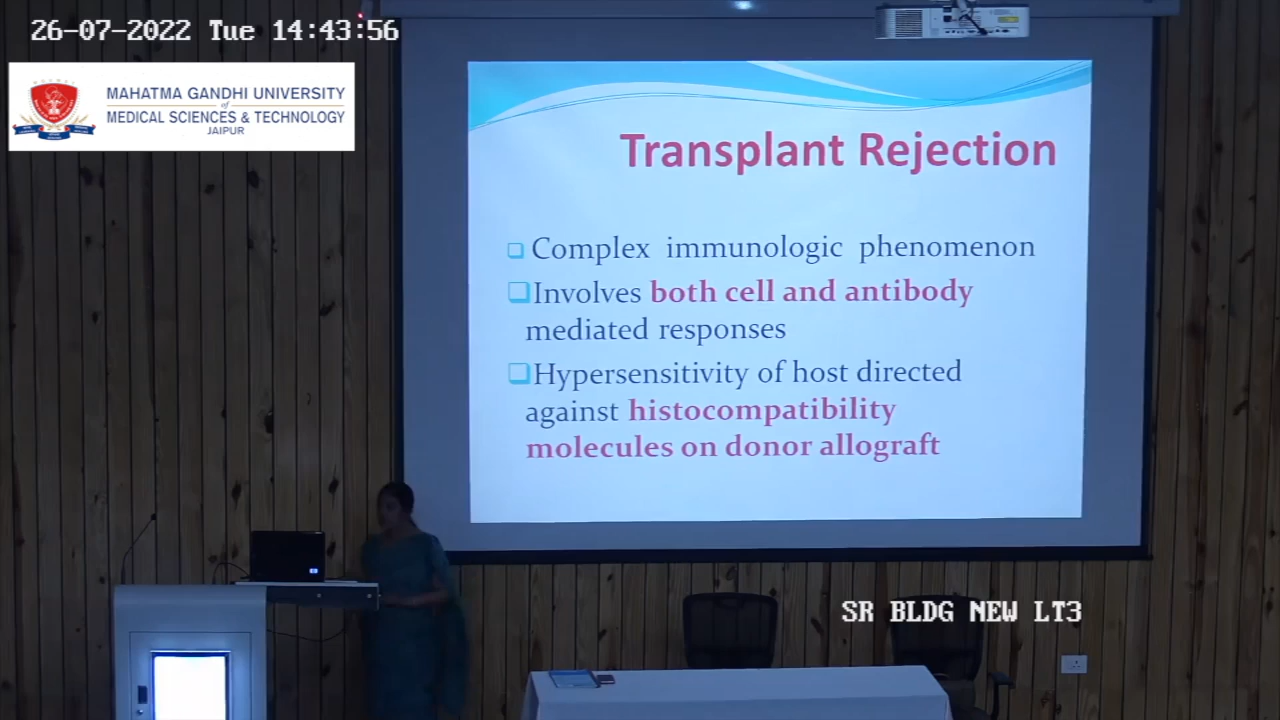 26-07-2022 Tue 14:43:56
MAHATMA GANDHI UNIVERSITY
of
MEDICAL SCIENCES & TECHNOLOGY
JAIPUR
Transplant Rejection
Complex immunologic phenomenon
Involves both cell and antibody
mediated responses
Hypersensitivity of host directed
against histocompatibility
molecules on donor allograft
SR BLDG NEW LT3